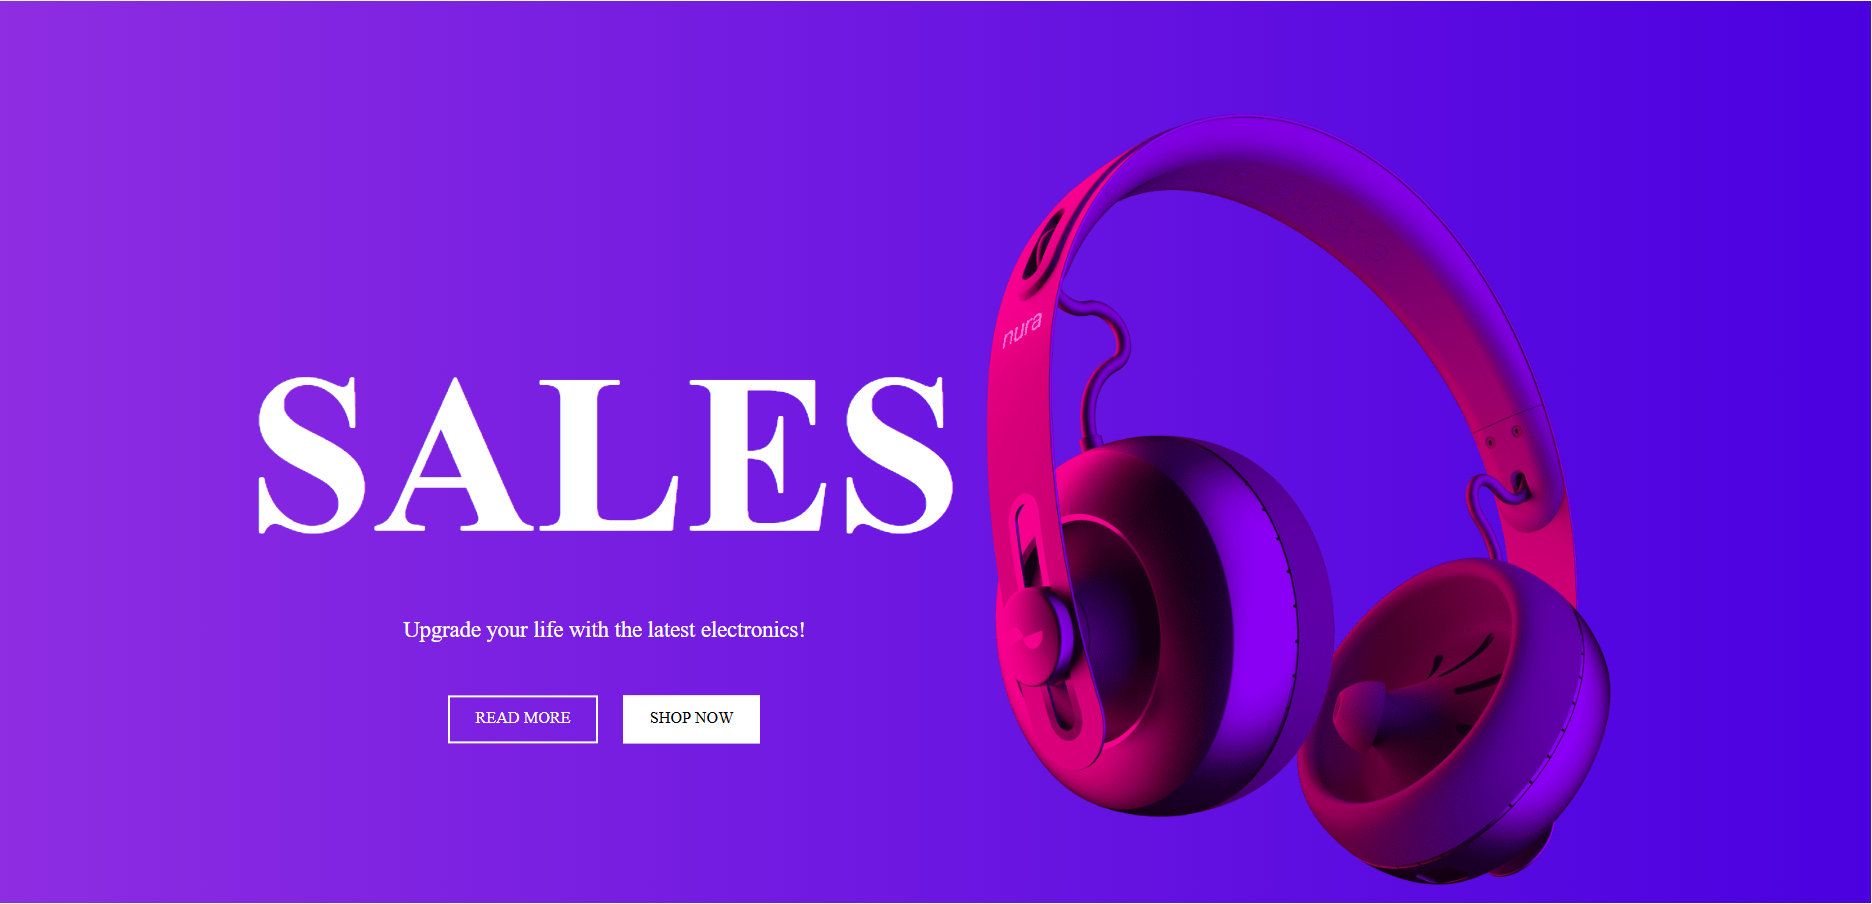 nura
SALES
Upgrade your life with the latest electronics!
READ MORE
SHOP NOW